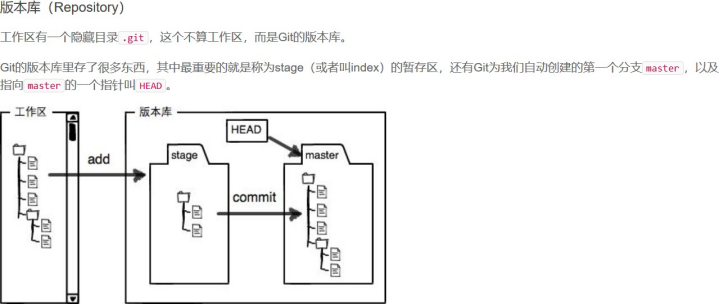 版本库（Repository）
工作区有一个隐藏目录 .git ，这个不算工作区，而是Git的版本库。
Git的版本库里存了很多东西，其中最重要的就是称为stage（或者叫index）的暂存区，还有Git为我们自动创建的第一个分支 master ，以及
指向 master 的一个指针叫 HEAD 。
工作区
版本库
HEAD
stage
master
add
commit